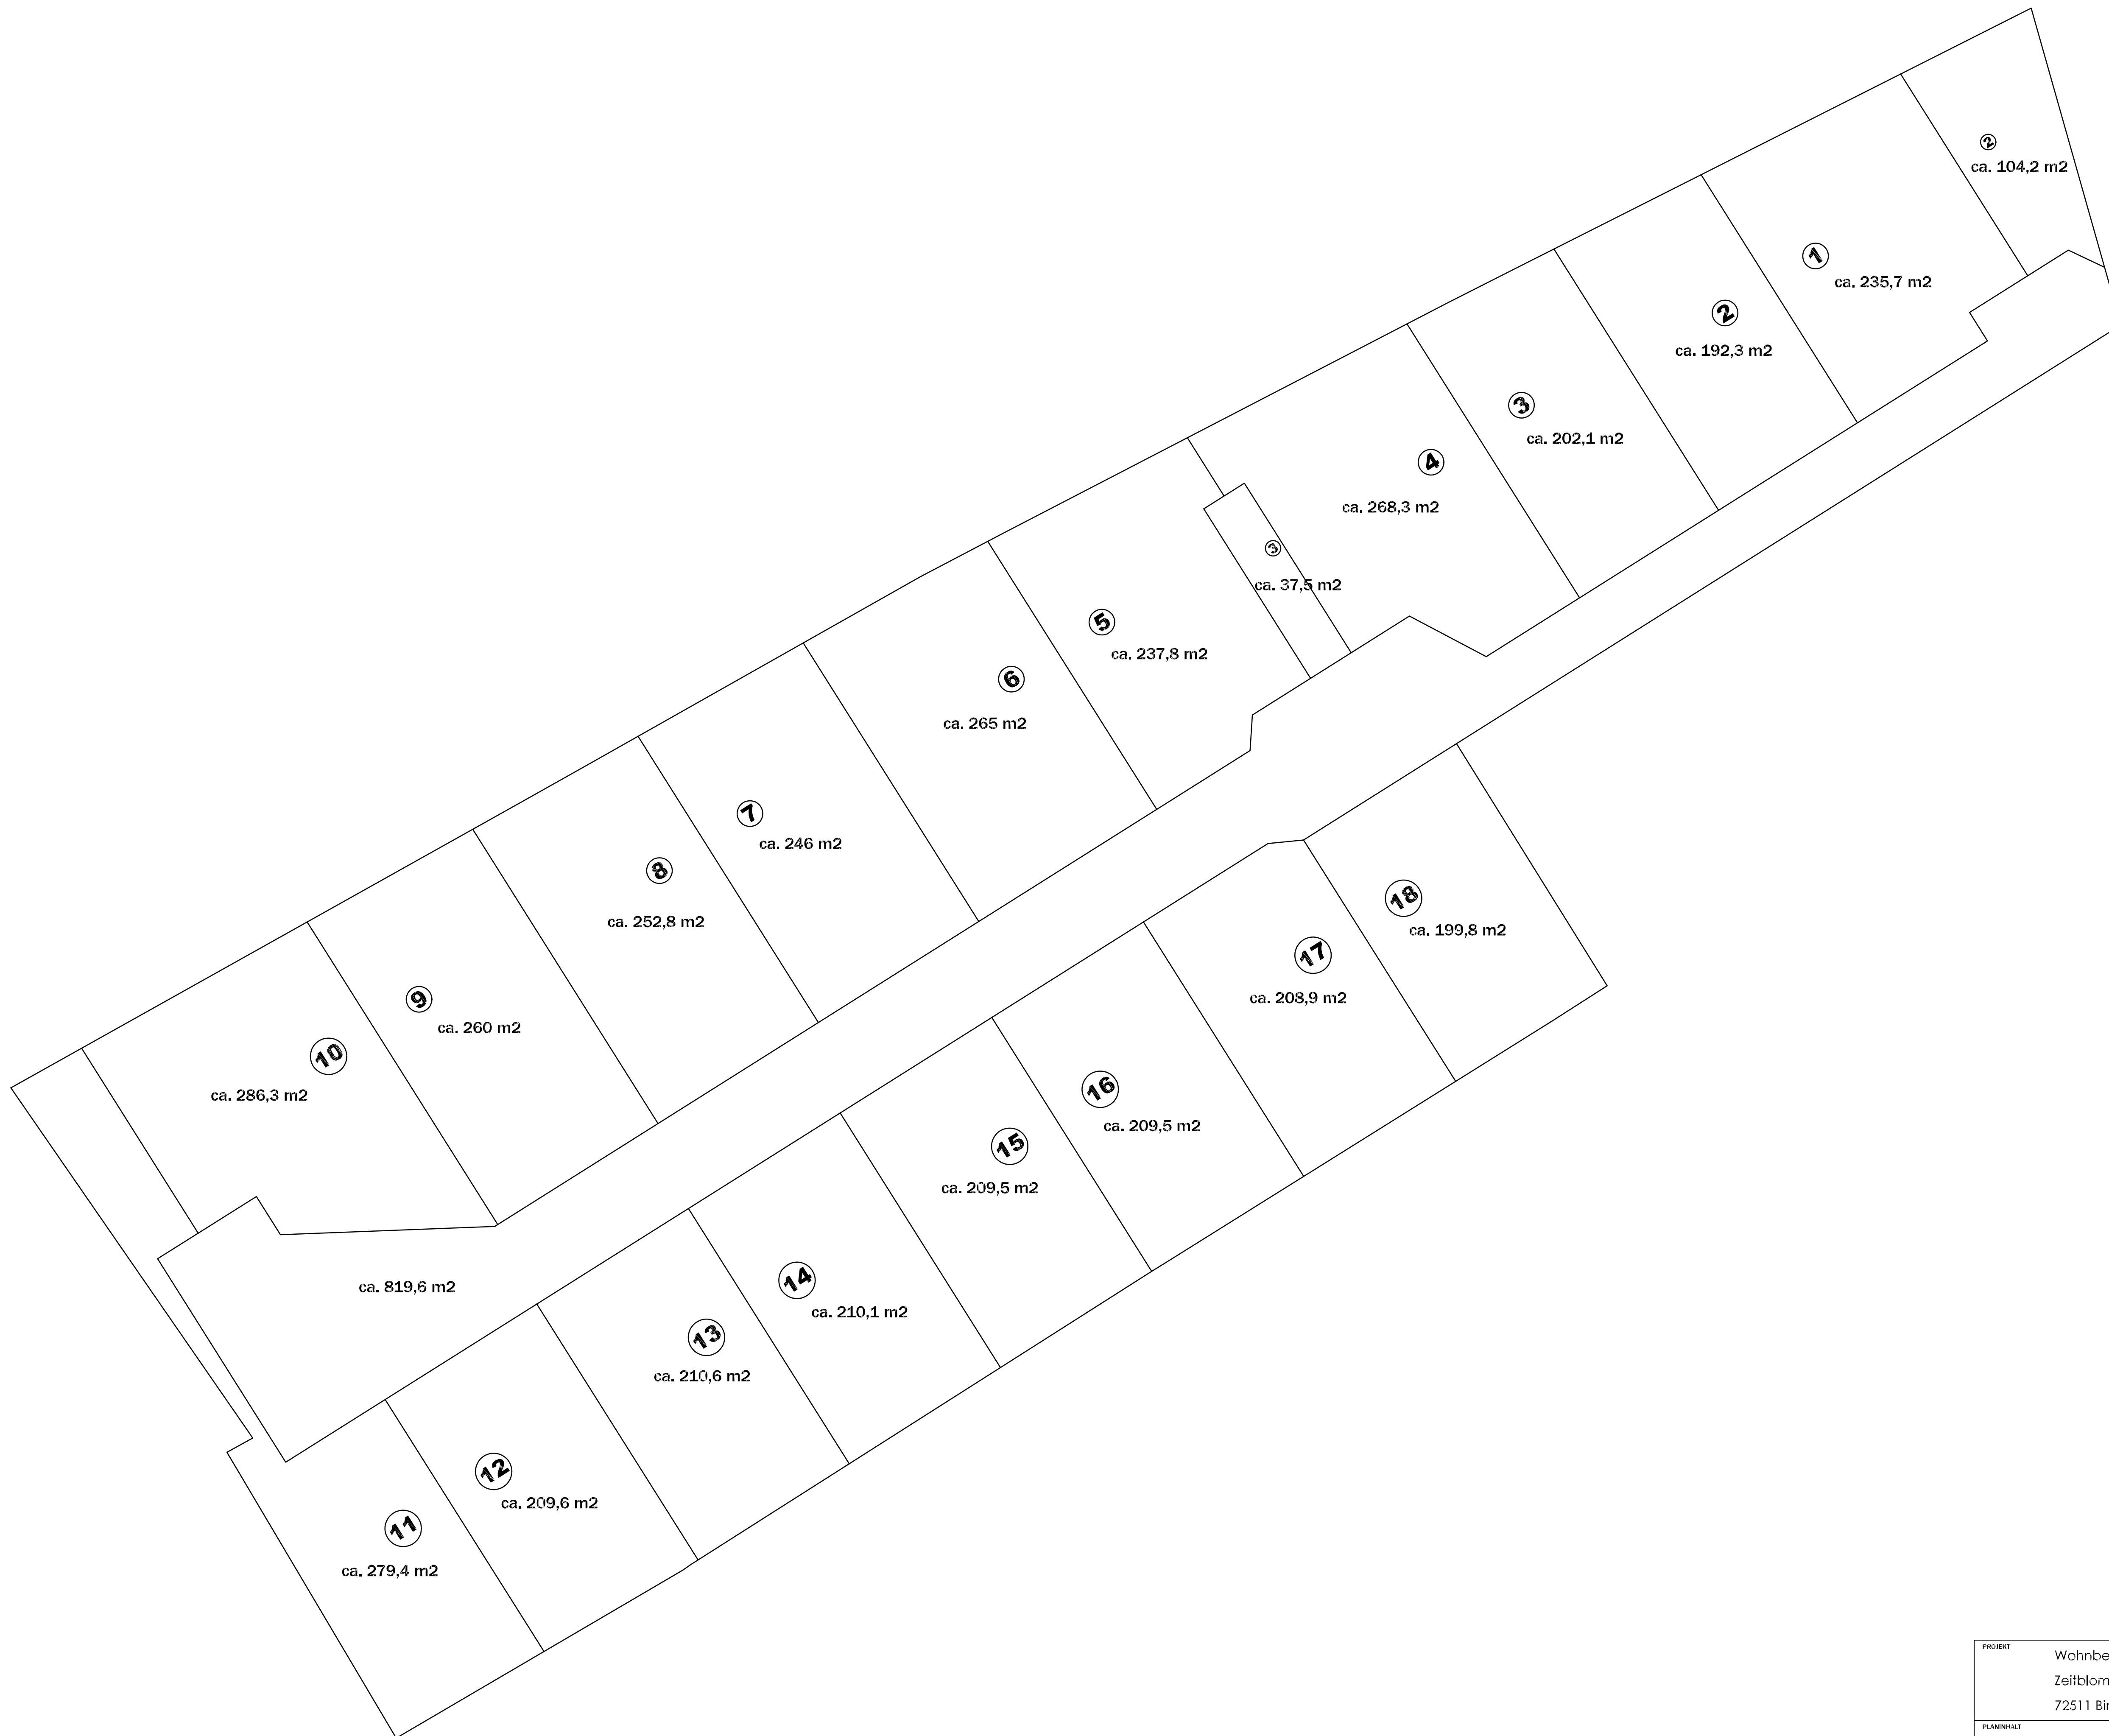 2
ca. 104,2 m2
1
ca. 235,7 m2
2
ca. 192,3 m2
3
ca. 202,1 m2
4
ca. 268,3 m2
3
ca. 37,5 m2
5
ca. 237,8 m2
6
ca. 265 m2
7
ca. 246 m2
8
ca. 252,8 m2
9
ca. 260 m2
10
ca. 286,3 m2
18
ca. 199,8 m2
17
ca. 208,9 m2
16
ca. 209,5 m2
15
ca. 209,5 m2
14
ca. 210,1 m2
13
ca. 210,6 m2
12
ca. 209,6 m2
11
ca. 279,4 m2
ca. 819,6 m2
PROJEKT
Wohnbe
Zeitblom
72511 Bin
PLANINHALT